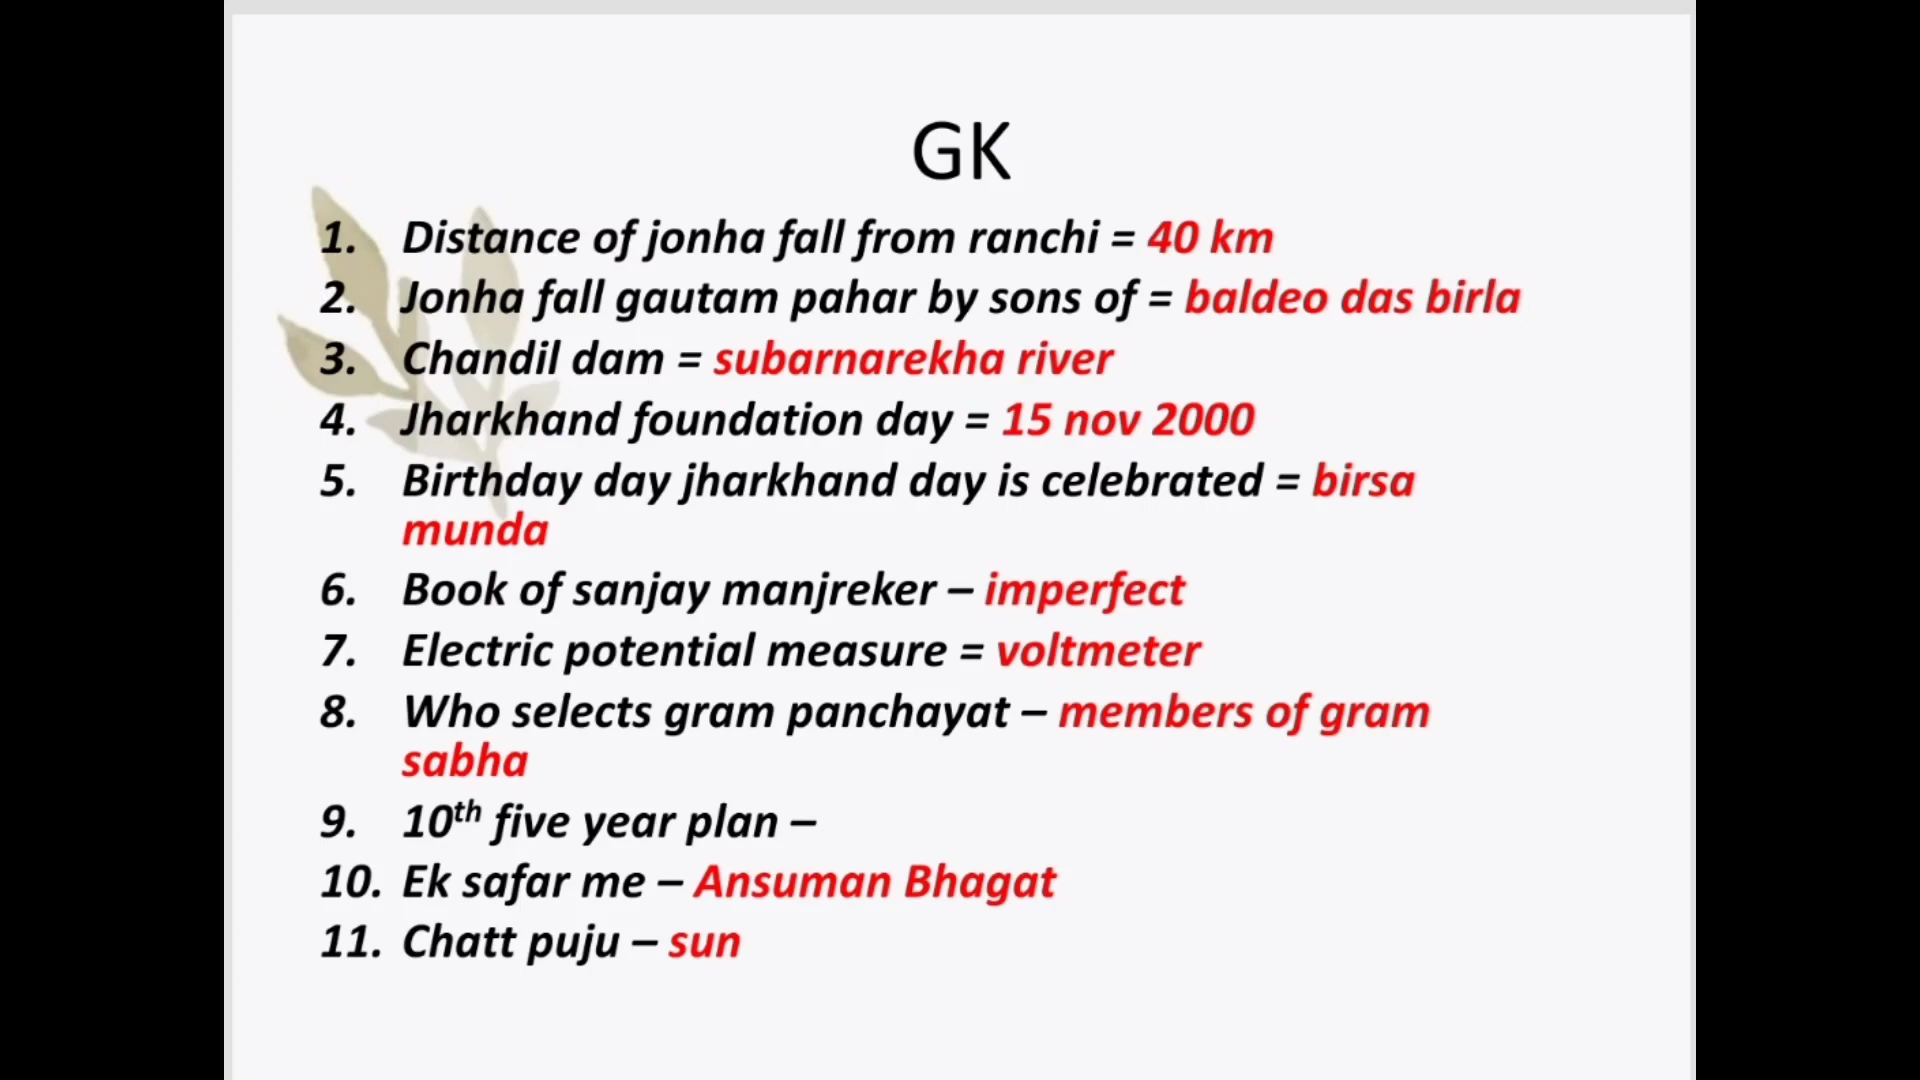 GK
1. Distance of jonha fall from ranchi = 40 km
2. Jonha fall gautam pahar by sons of = baldeo das birla
3. Chandil dam = subarnarekha river
4. Jharkhand foundation day = 15 nov 2000
5. Birthday day jharkhand day is celebrated = birsa
munda
6. Book of sanjay manjreker – imperfect
7. Electric potential measure = voltmeter
8. Who selects gram panchayat – members of gram
sabha
9. 10th five year plan –
10. Ek safar me – Ansuman Bhagat
11. Chatt puju – sun